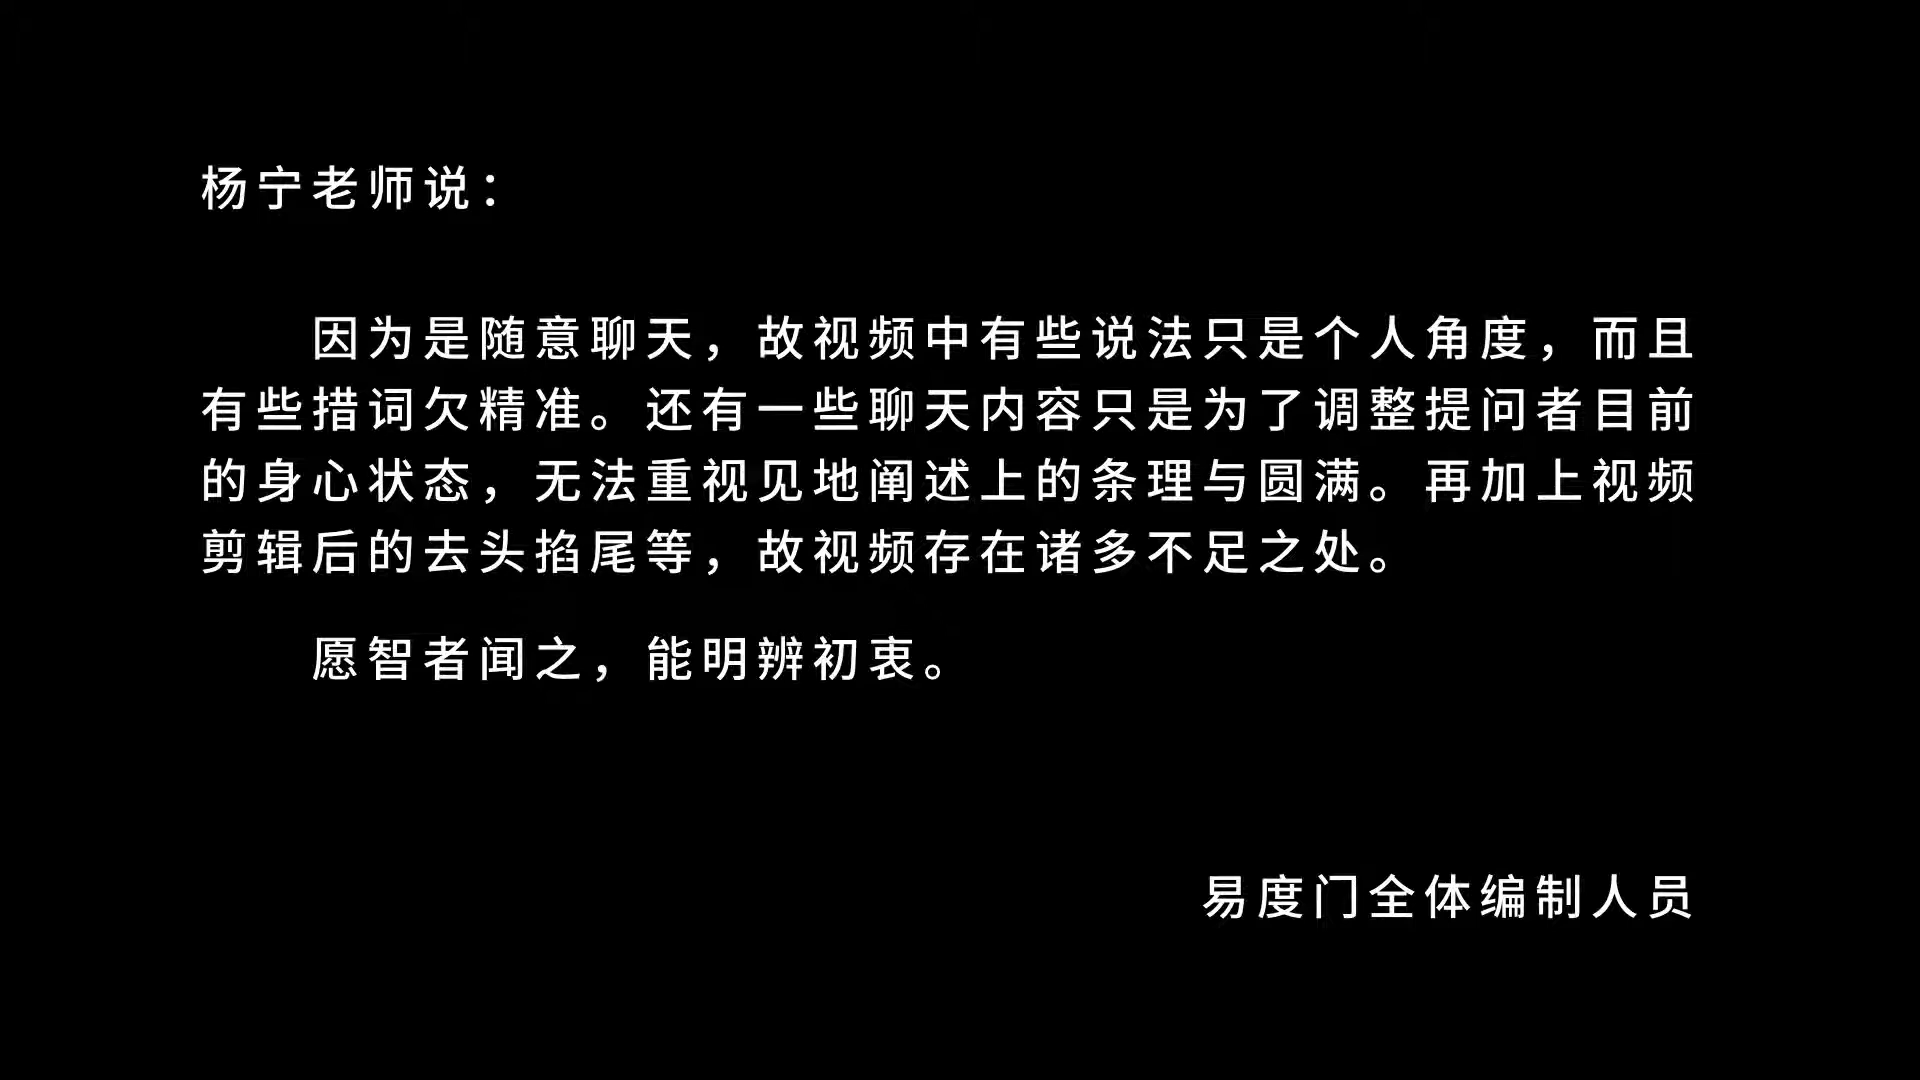 杨宁老师说：
因为是随意聊天，故视频中有些说法只是个人角度，而且
有些措词欠精准。还有一些聊天内容只是为了调整提问者目前
的身心状态，无法重视见地阐述上的条理与圆满。再加上视频
剪辑后的去头掐尾等，故视频存在诸多不足之处。
愿智者闻之，能明辨初衷。
易度门全体编制人员